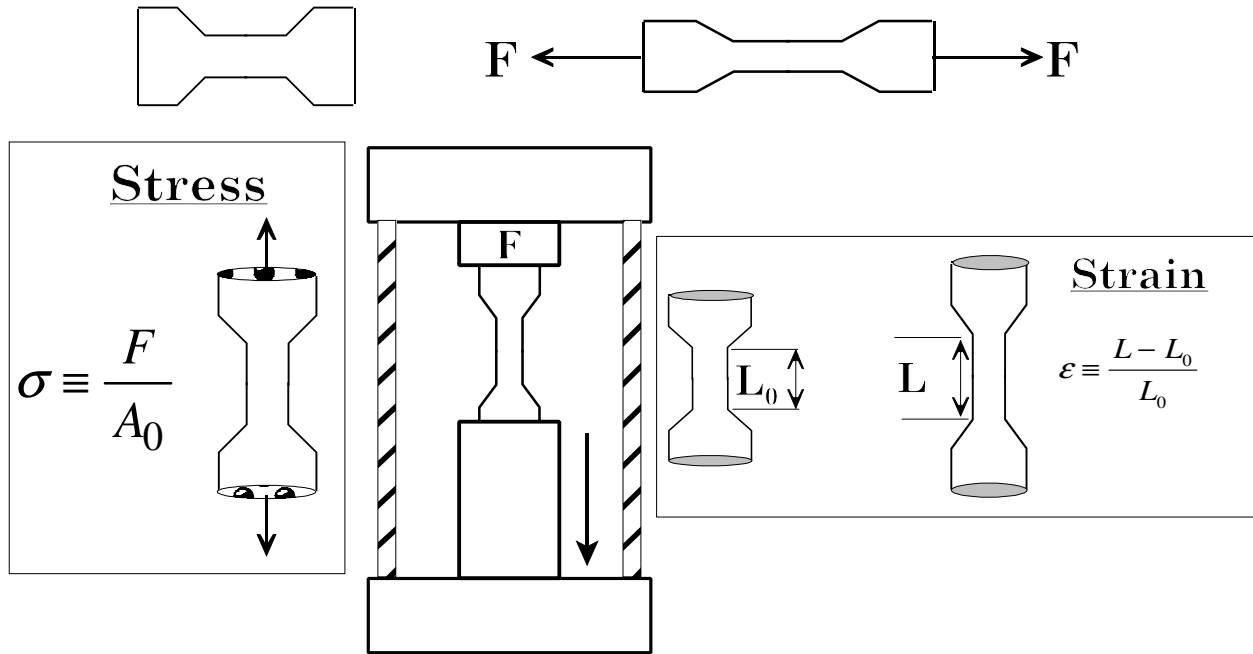 F F
Stress
σ ≡ F / A₀
F
L₀
L
Strain
ε ≡ (L − L₀) / L₀